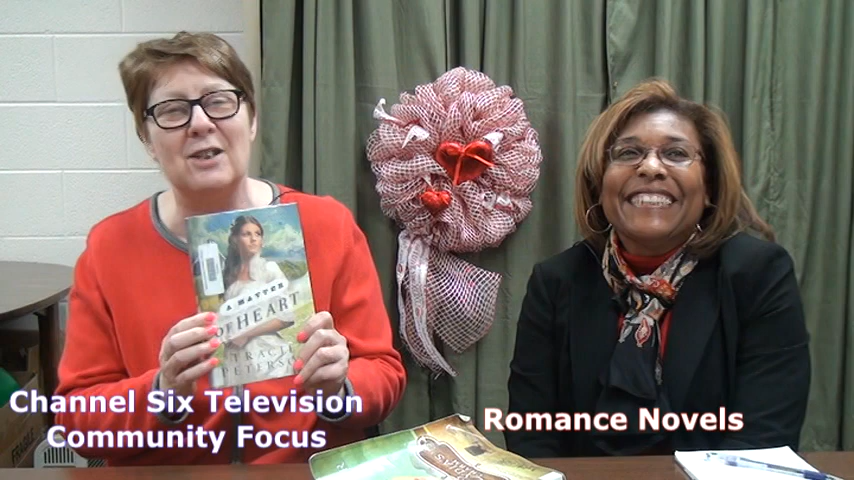 A MATTER
OF HEART
TRACIE
PETERSON
Channel Six Television
Community Focus
Romance Novels